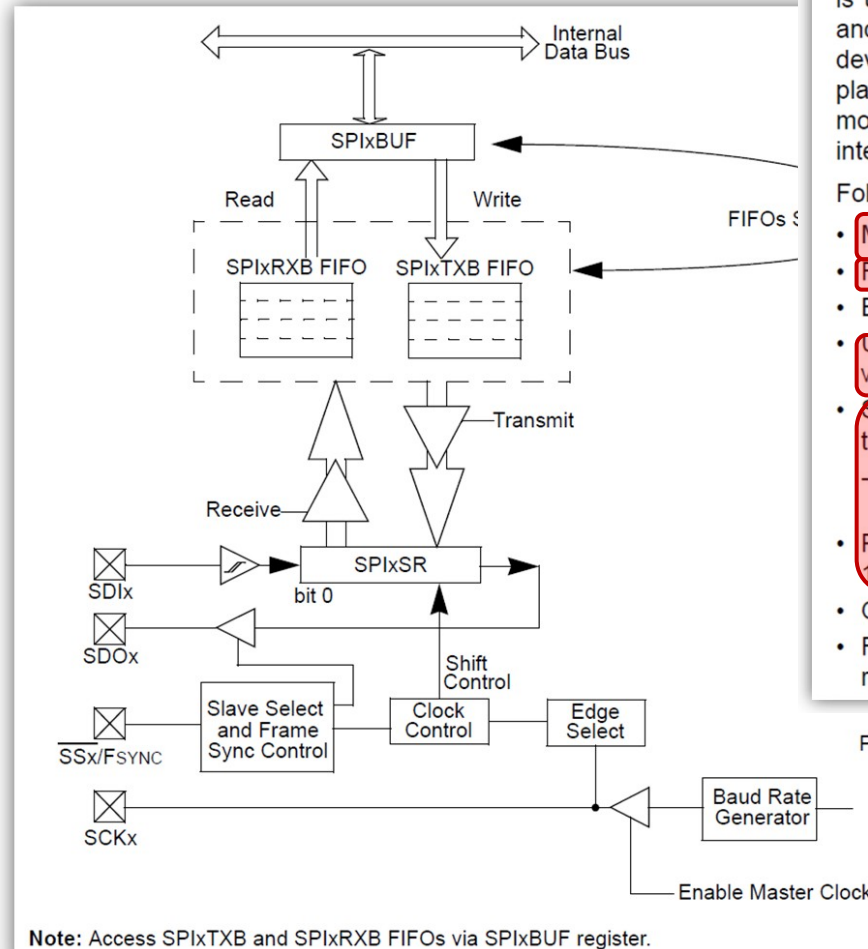 Internal
Data Bus
SPIxBUF
Read
Write
FIFOs
SPIxRXB FIFO
SPIxTXB FIFO
Transmit
Receive
SPIxSR
SDIx
bit 0
SDOx
Shift
Control
Slave Select
and Frame
Sync Control
Clock
Control
Edge
Select
SSx/FSYNC
Baud Rate
Generator
SCKx
Enable Master Clock
Note: Access SPIxTXB and SPIxRXB FIFOs via SPIxBUF register.